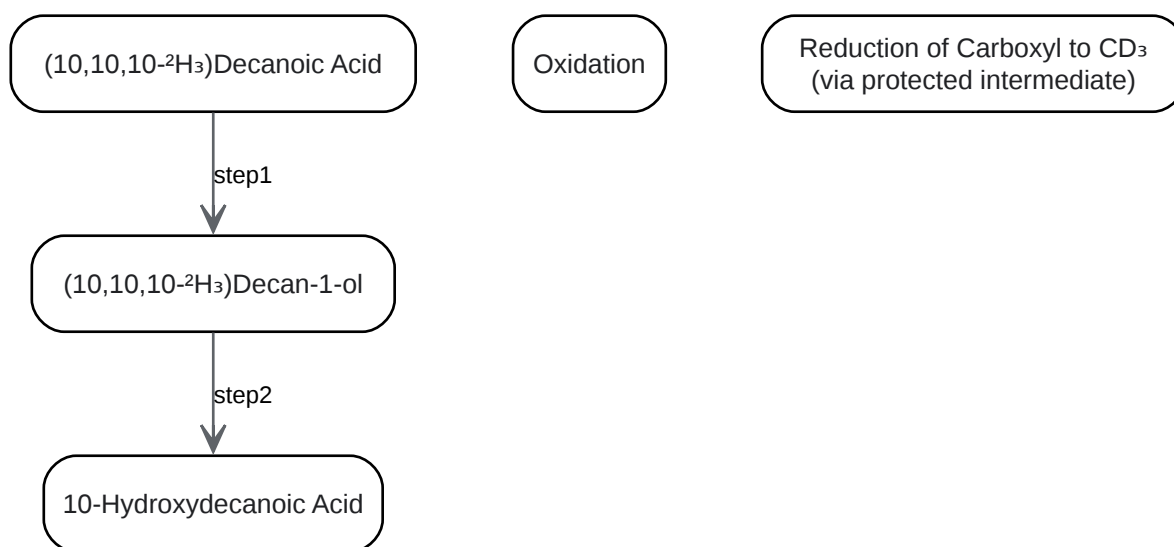 (10,10,10-²H₃)Decanoic Acid
Oxidation
Reduction of Carboxyl to CD₃
(via protected intermediate)
step1
(10,10,10-²H₃)Decan-1-ol
step2
10-Hydroxydecanoic Acid